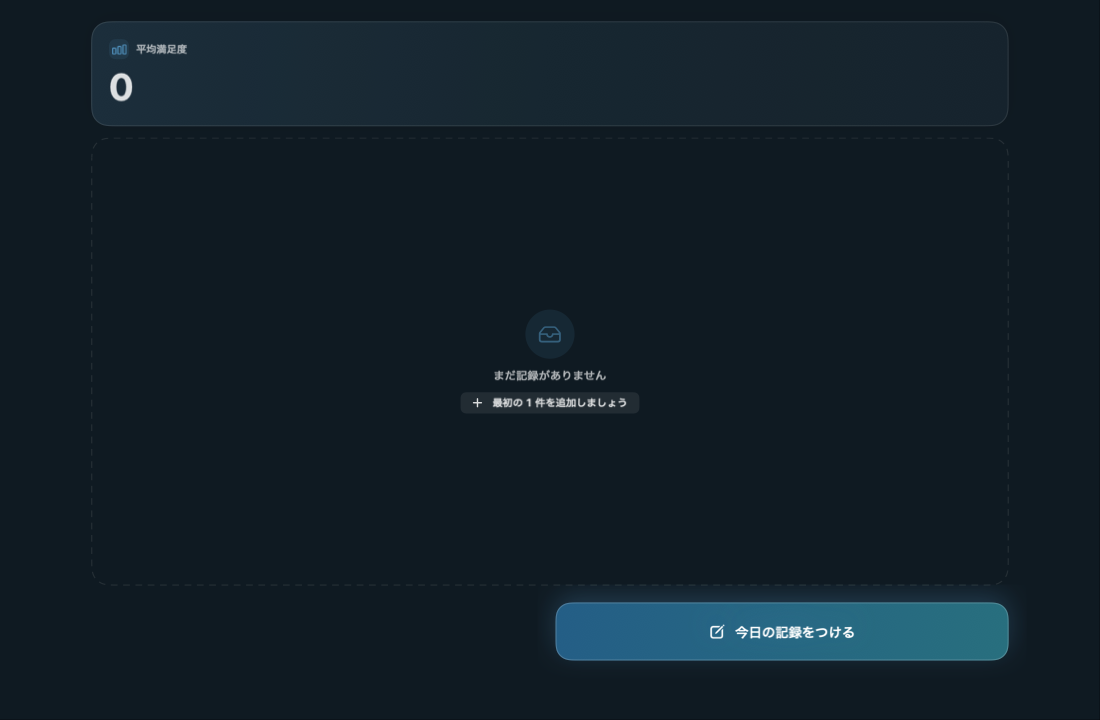 平均満足度
0
まだ記録がありません
+ 最初の 1 件を追加しましょう
今日の記録をつける